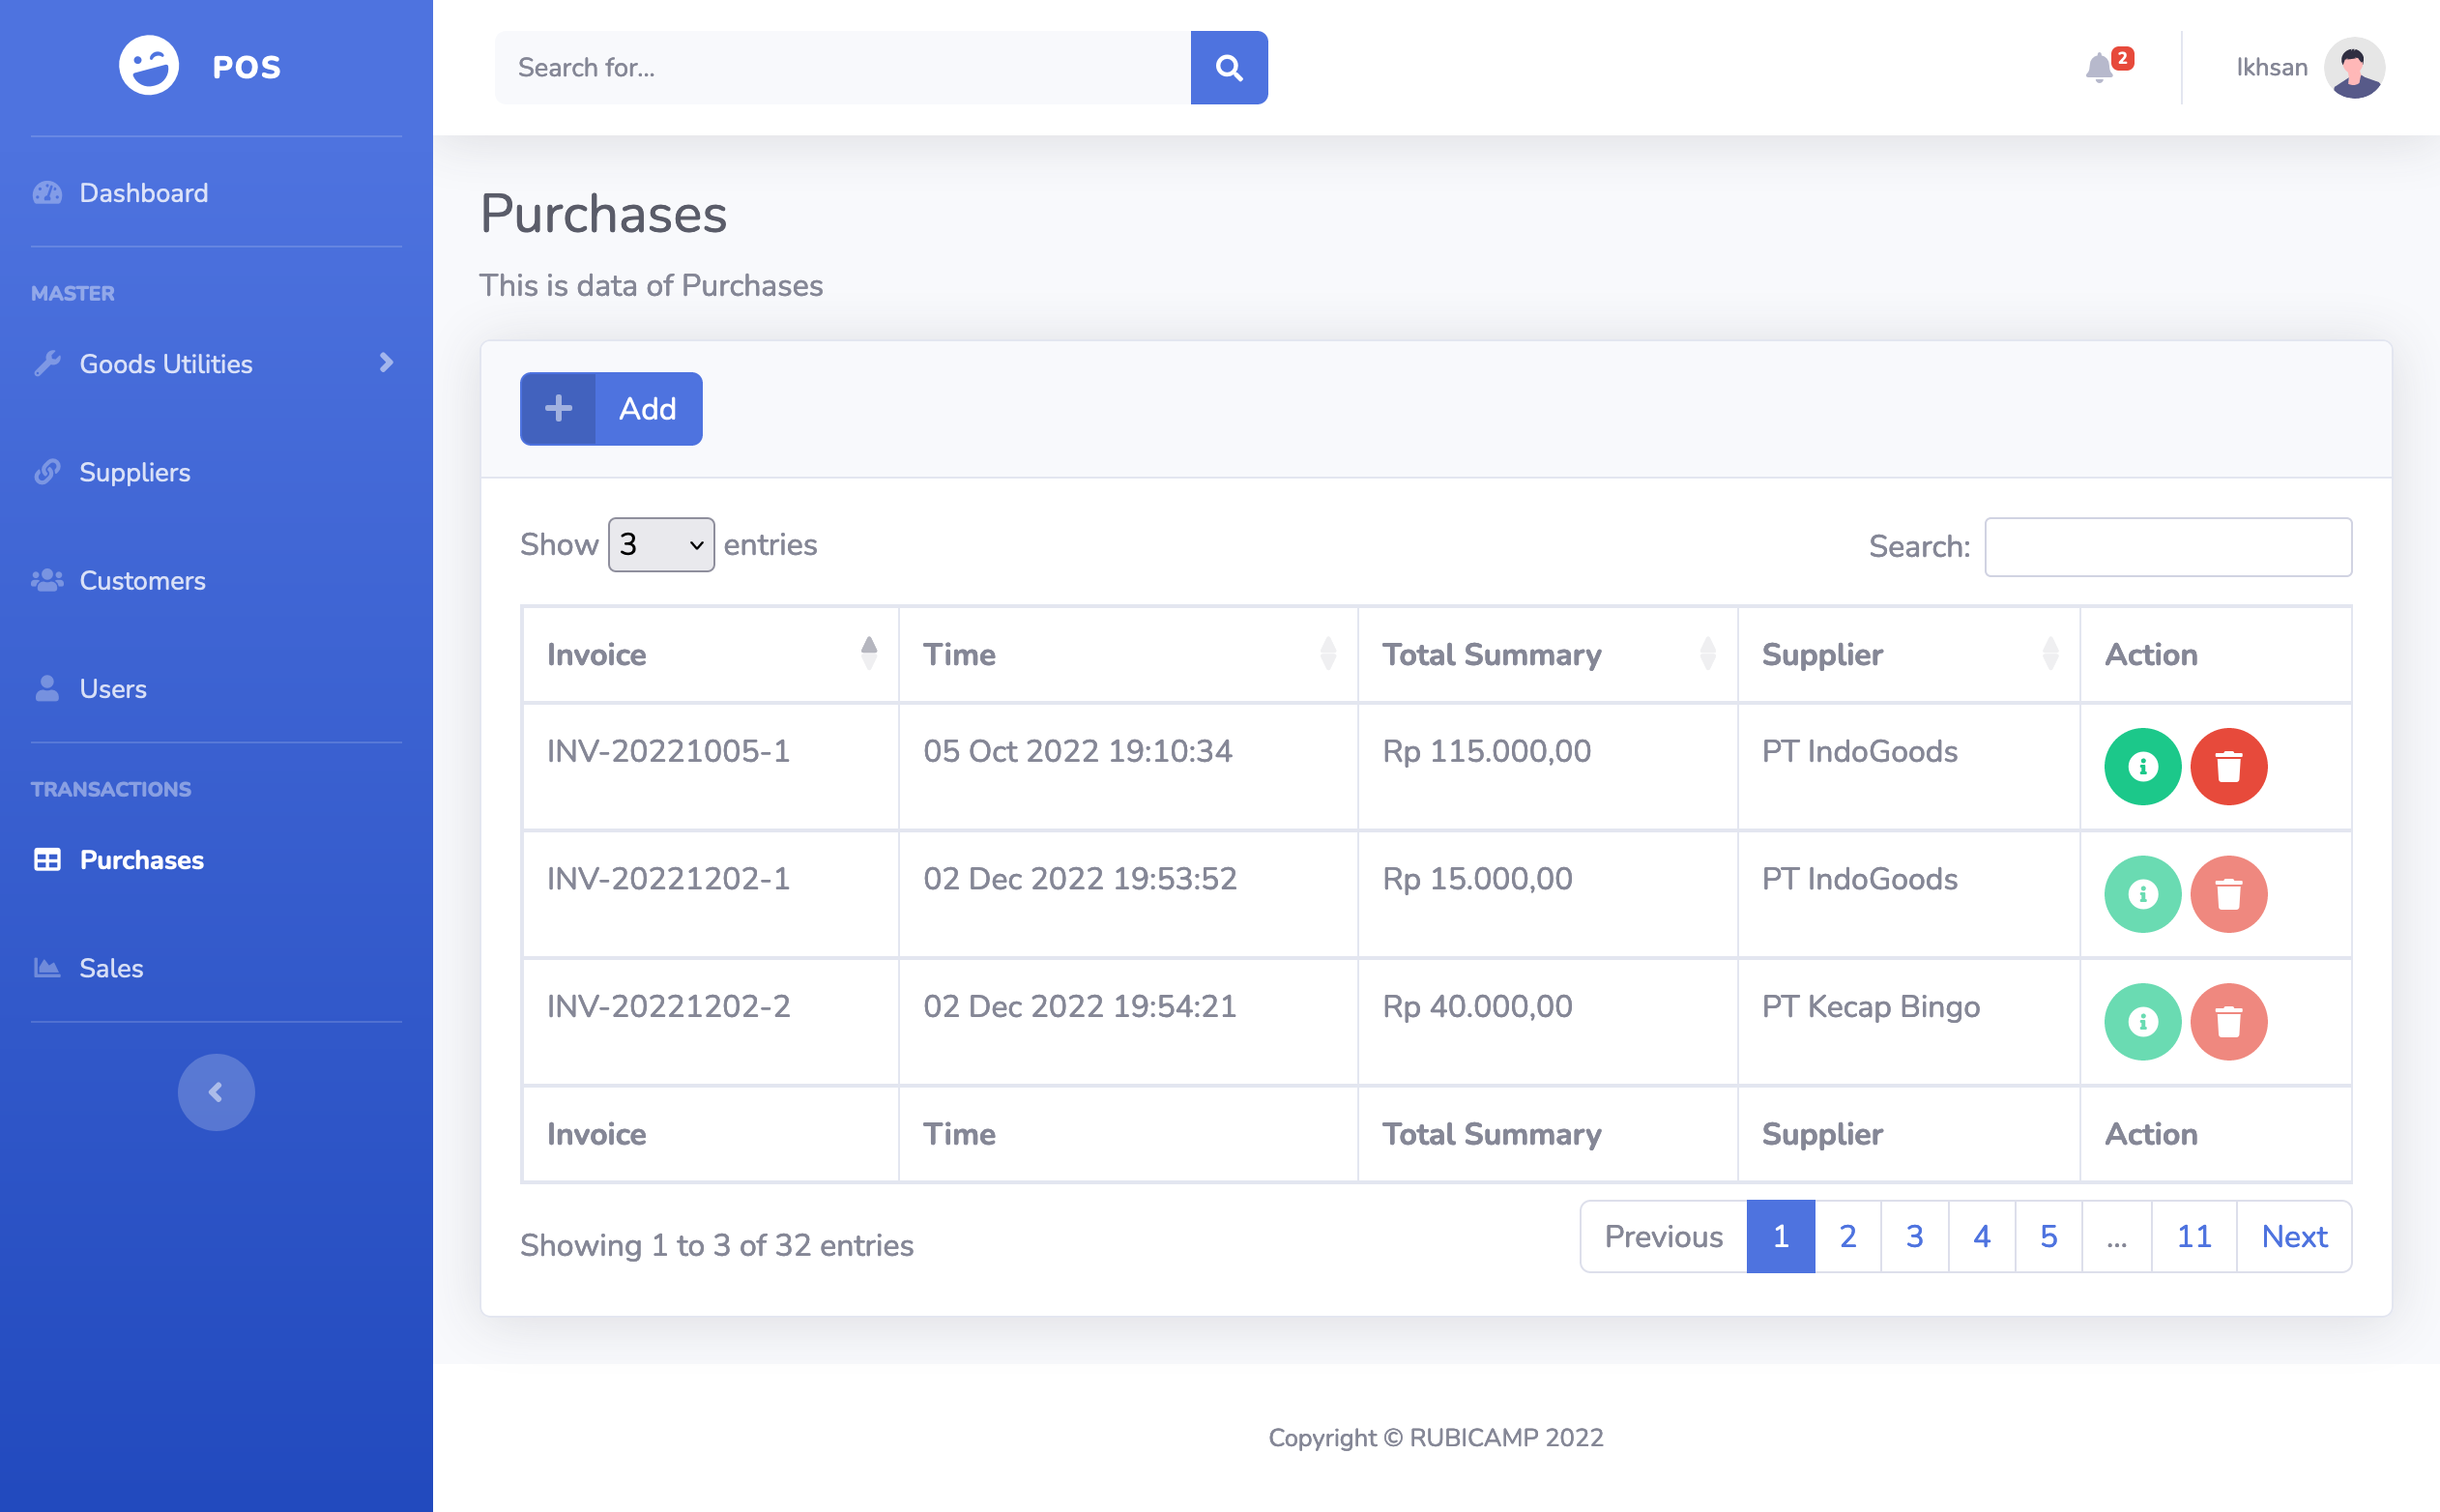 POS
Search for...
2
Ikhsan
Dashboard
MASTER
Goods Utilities
Suppliers
Customers
Users
TRANSACTIONS
Purchases
Sales
Purchases
This is data of Purchases
Add
Show 3 entries
Search:
Invoice Time Total Summary Supplier Action
INV-20221005-1 05 Oct 2022 19:10:34 Rp 115.000,00 PT IndoGoods
INV-20221202-1 02 Dec 2022 19:53:52 Rp 15.000,00 PT IndoGoods
INV-20221202-2 02 Dec 2022 19:54:21 Rp 40.000,00 PT Kecap Bingo
Invoice Time Total Summary Supplier Action
Showing 1 to 3 of 32 entries
Previous 1 2 3 4 5 ... 11 Next
Copyright © RUBICAMP 2022